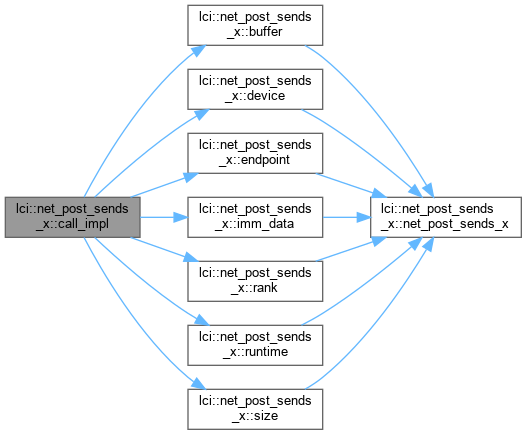 lci::net_post_sends
_x::call_impl
lci::net_post_sends
_x::buffer
lci::net_post_sends
_x::device
lci::net_post_sends
_x::endpoint
lci::net_post_sends
_x::imm_data
lci::net_post_sends
_x::rank
lci::net_post_sends
_x::runtime
lci::net_post_sends
_x::size
lci::net_post_sends
_x::net_post_sends_x